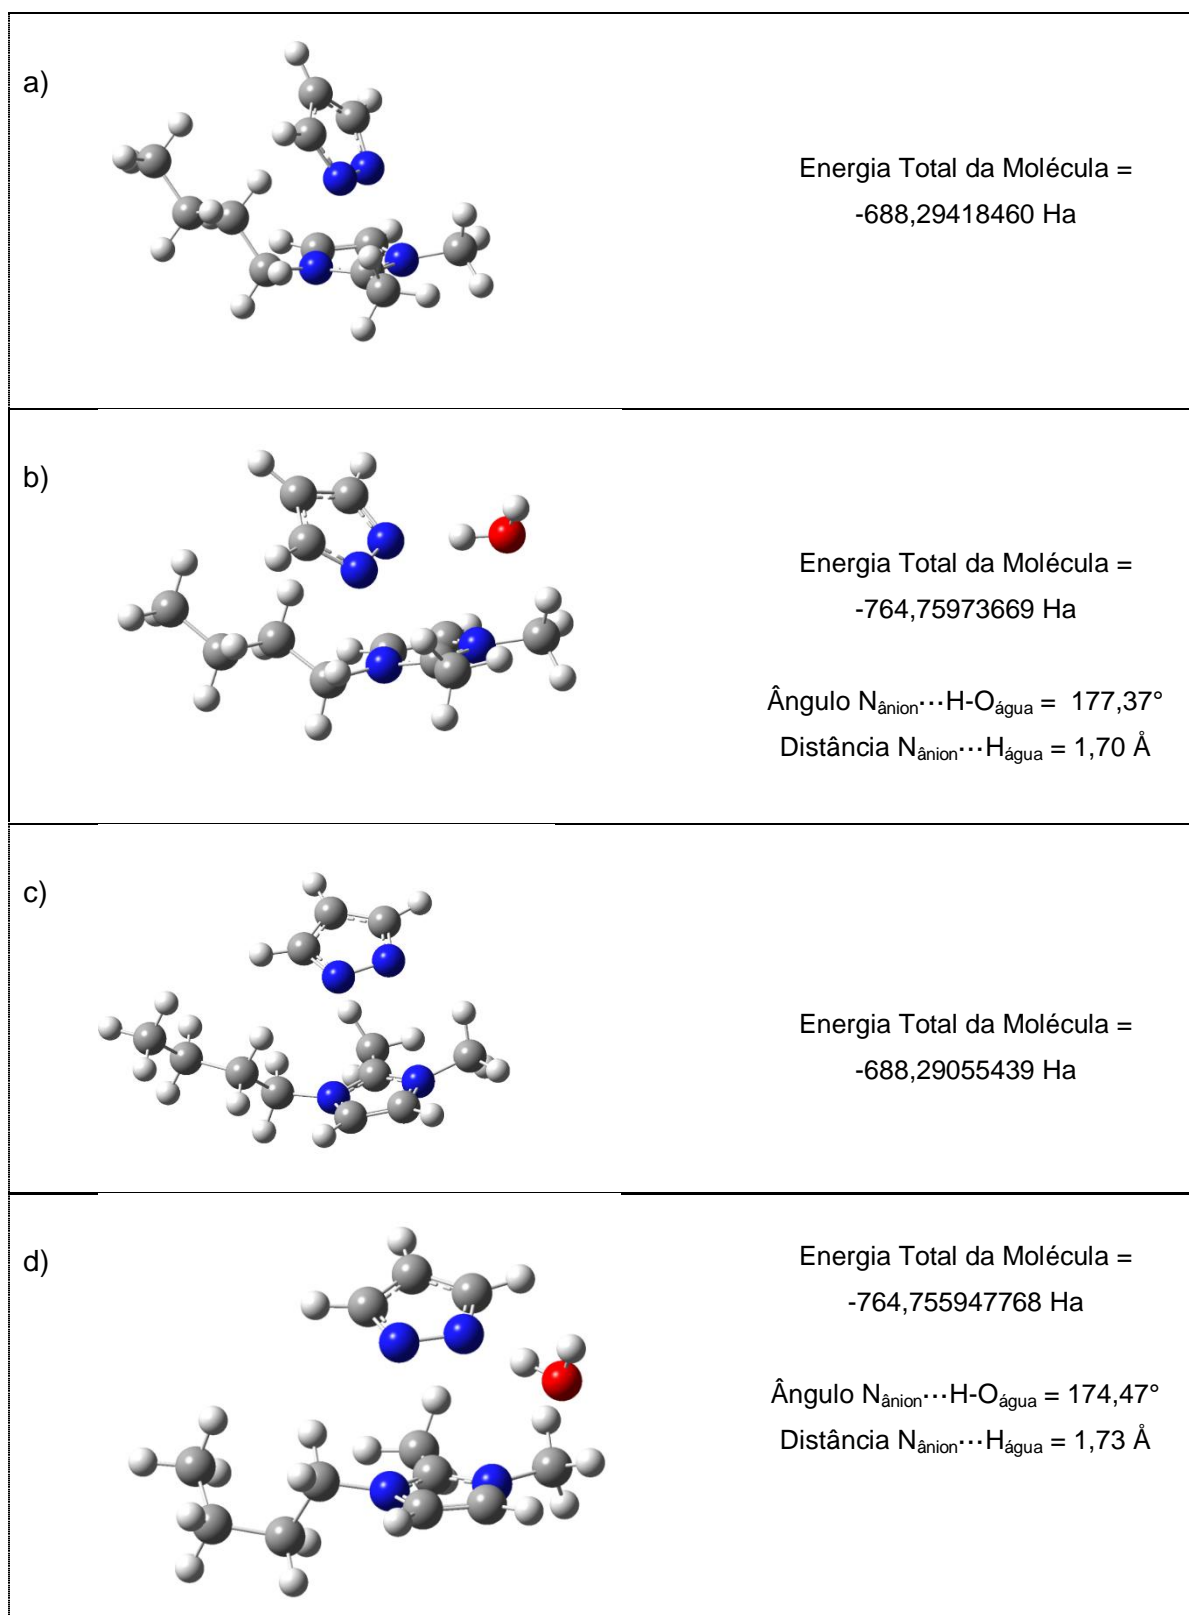 a)
Energia Total da Molécula =
-688,29418460 Ha
b)
Energia Total da Molécula =
-764,75973669 Ha
Ângulo Nânion···H-Oágua = 177,37°
Distância Nânion···Hágua = 1,70 Å
c)
Energia Total da Molécula =
-688,29055439 Ha
d)
Energia Total da Molécula =
-764,755947768 Ha
Ângulo Nânion···H-Oágua = 174,47°
Distância Nânion···Hágua = 1,73 Å